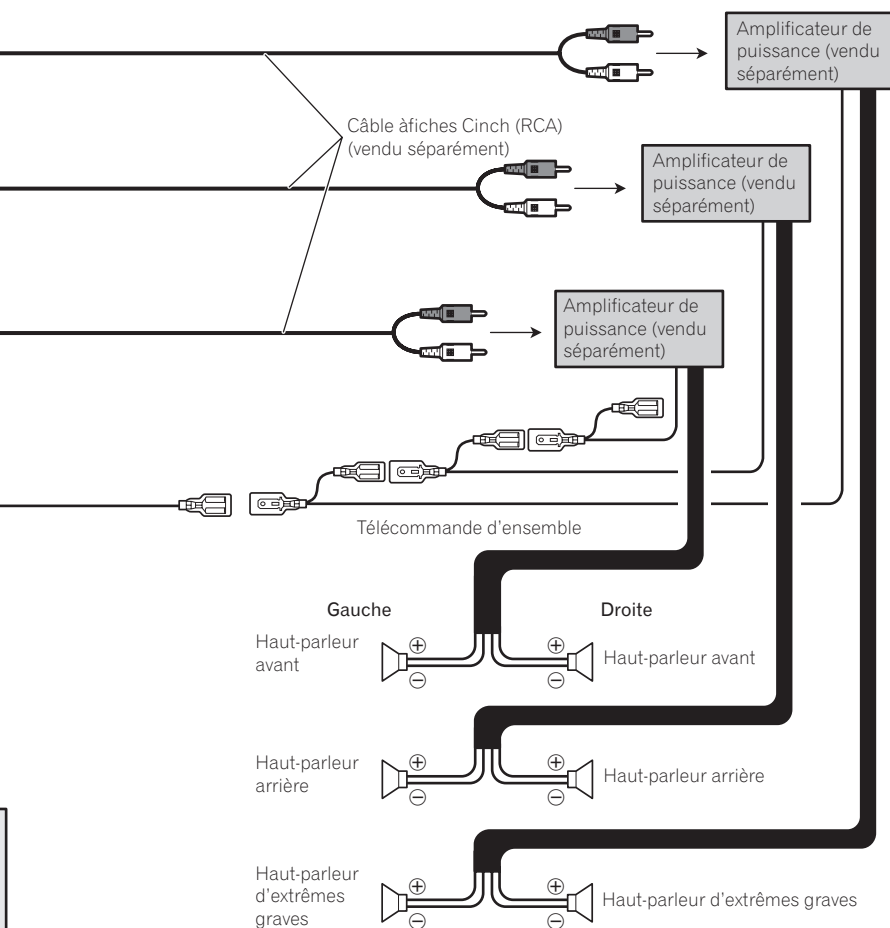 Amplificateur de
puissance (vendu
séparément)
Câble àfiches Cinch (RCA)
(vendu séparément)
Amplificateur de
puissance (vendu
séparément)
Amplificateur de
puissance (vendu
séparément)
Télécommande d'ensemble
Gauche
Droite
Haut-parleur
avant
⊕
⊖
⊕
⊖
Haut-parleur avant
Haut-parleur
arrière
⊕
⊖
⊕
⊖
Haut-parleur arrière
Haut-parleur
d'extrêmes
graves
⊕
⊖
⊕
⊖
Haut-parleur d'extrêmes graves